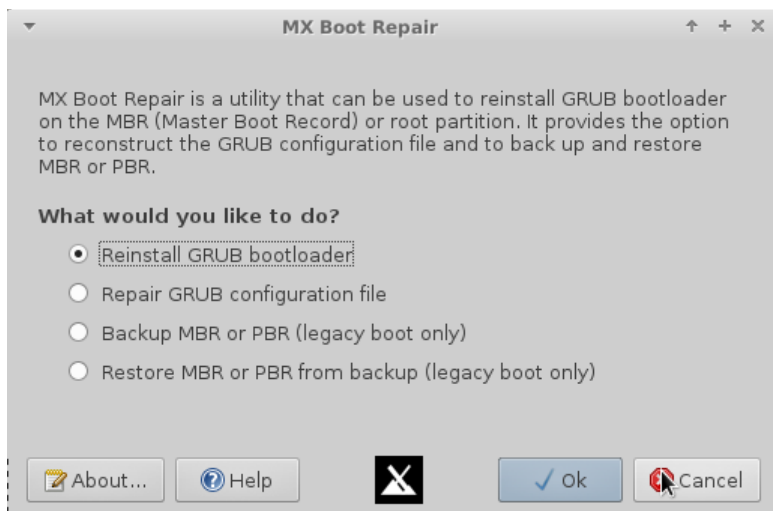 MX Boot Repair
MX Boot Repair is a utility that can be used to reinstall GRUB bootloader
on the MBR (Master Boot Record) or root partition. It provides the option
to reconstruct the GRUB configuration file and to back up and restore
MBR or PBR.
What would you like to do?
Reinstall GRUB bootloader
Repair GRUB configuration file
Backup MBR or PBR (legacy boot only)
Restore MBR or PBR from backup (legacy boot only)
About... Help Ok Cancel